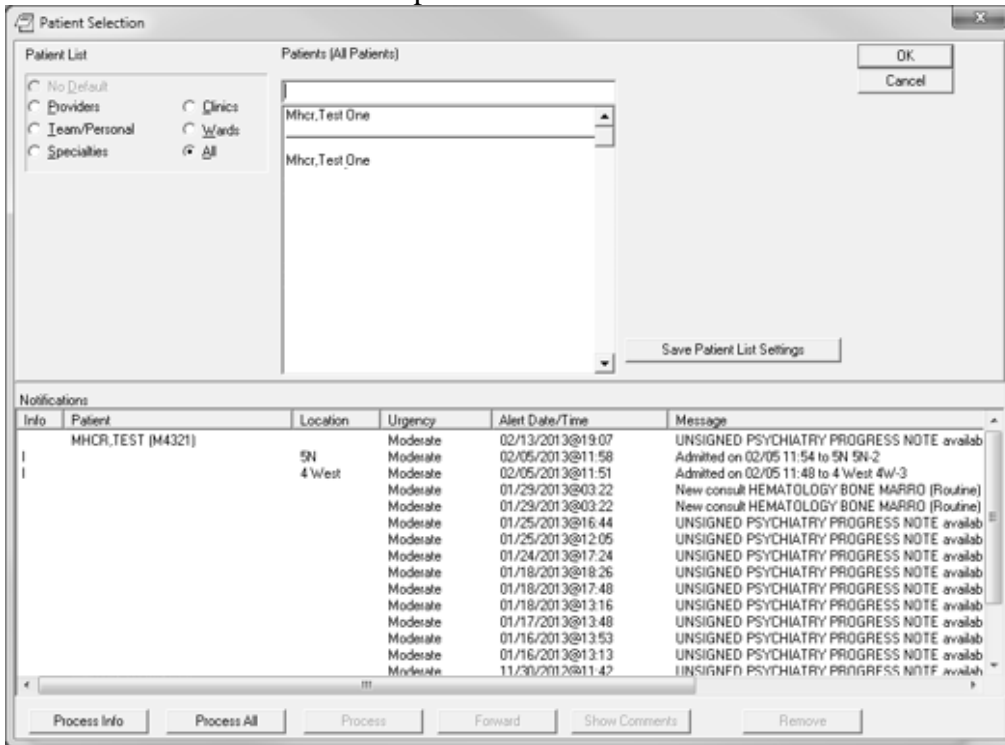 Patient Selection
Patient List
Patients (All Patients)
OK
Cancel
No Default
Providers
Clinics
Team/Personal
Wards
Specialties
All
Mhcr,Test One
Mhcr,Test One
Save Patient List Settings
Notifications
Info Patient Location Urgency Alert Date/Time Message
MHCR,TEST (M4321) Moderate 02/13/2013@19:07 UNSIGNED PSYCHIATRY PROGRESS NOTE availab
I 5N Moderate 02/05/2013@11:58 Admitted on 02/05 11:54 to 5N 5N-2
I 4 West Moderate 02/05/2013@11:51 Admitted on 02/05 11:48 to 4 West 4W-3
Moderate 01/29/2013@03:22 New consult HEMATOLOGY BONE MARRO (Routine)
Moderate 01/29/2013@03:22 New consult HEMATOLOGY BONE MARRO (Routine)
Moderate 01/25/2013@16:44 UNSIGNED PSYCHIATRY PROGRESS NOTE availab
Moderate 01/25/2013@12:05 UNSIGNED PSYCHIATRY PROGRESS NOTE availab
Moderate 01/24/2013@17:24 UNSIGNED PSYCHIATRY PROGRESS NOTE availab
Moderate 01/18/2013@18:26 UNSIGNED PSYCHIATRY PROGRESS NOTE availab
Moderate 01/18/2013@17:48 UNSIGNED PSYCHIATRY PROGRESS NOTE availab
Moderate 01/18/2013@13:16 UNSIGNED PSYCHIATRY PROGRESS NOTE availab
Moderate 01/17/2013@13:48 UNSIGNED PSYCHIATRY PROGRESS NOTE availab
Moderate 01/16/2013@13:53 UNSIGNED PSYCHIATRY PROGRESS NOTE availab
Moderate 01/16/2013@13:13 UNSIGNED PSYCHIATRY PROGRESS NOTE availab
Moderate 11/30/2012@11:42 UNSIGNED PSYCHIATRY PROGRESS NOTE availab
Process Info Process All Process Forward Show Comments Remove